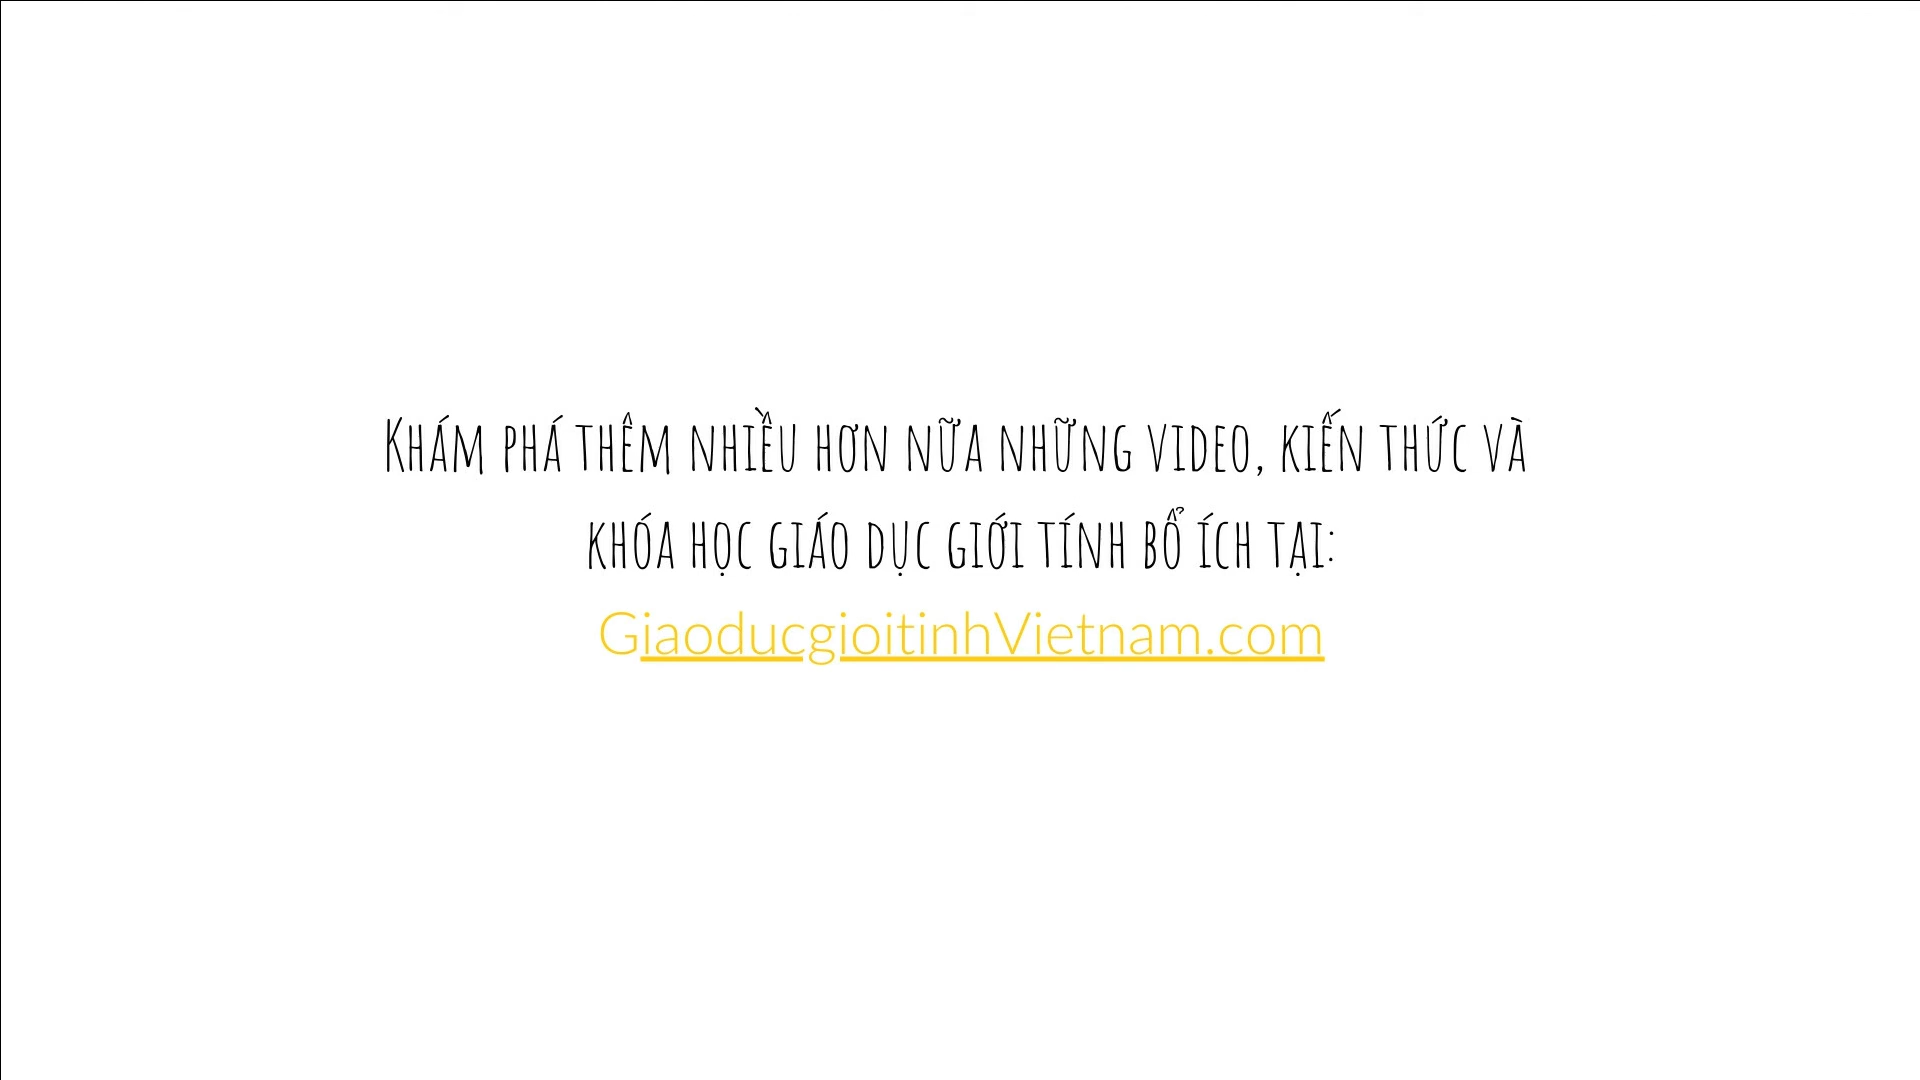 Khám phá thêm nhiều hơn nữa những video, kiến thức và
khóa học giáo dục giới tính bổ ích tại:
GiaoducgioitinhVietnam.com